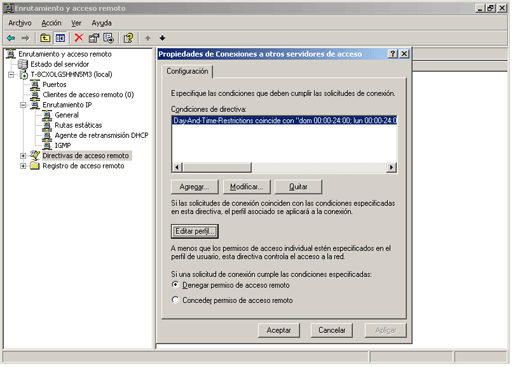 Enrutamiento y acceso remoto
Archivo Acción Ver Ayuda
Enrutamiento y acceso remoto
Estado del servidor
T-8CXOLGSHHNSM3 (local)
Puertos
Clientes de acceso remoto (0)
Enrutamiento IP
General
Rutas estáticas
Agente de retransmisión DHCP
IGMP
Directivas de acceso remoto
Registro de acceso remoto
Propiedades de Conexiones a otros servidores de acceso
Configuración
Especifique las condiciones que deben cumplir las solicitudes de conexión.
Condiciones de directiva:
Day-And-Time-Restrictions coincide con "dom 00:00-24:00; lun 00:00-24:0
Agregar... Modificar... Quitar
Si las solicitudes de conexión coinciden con las condiciones especificadas
en esta directiva, el perfil asociado se aplicará a la conexión.
Editar perfil...
A menos que los permisos de acceso individual estén especificados en el
perfil de usuario, esta directiva controla el acceso a la red.
Si una solicitud de conexión cumple las condiciones especificadas:
Denegar permiso de acceso remoto
Conceder permiso de acceso remoto
Aceptar Cancelar Aplicar